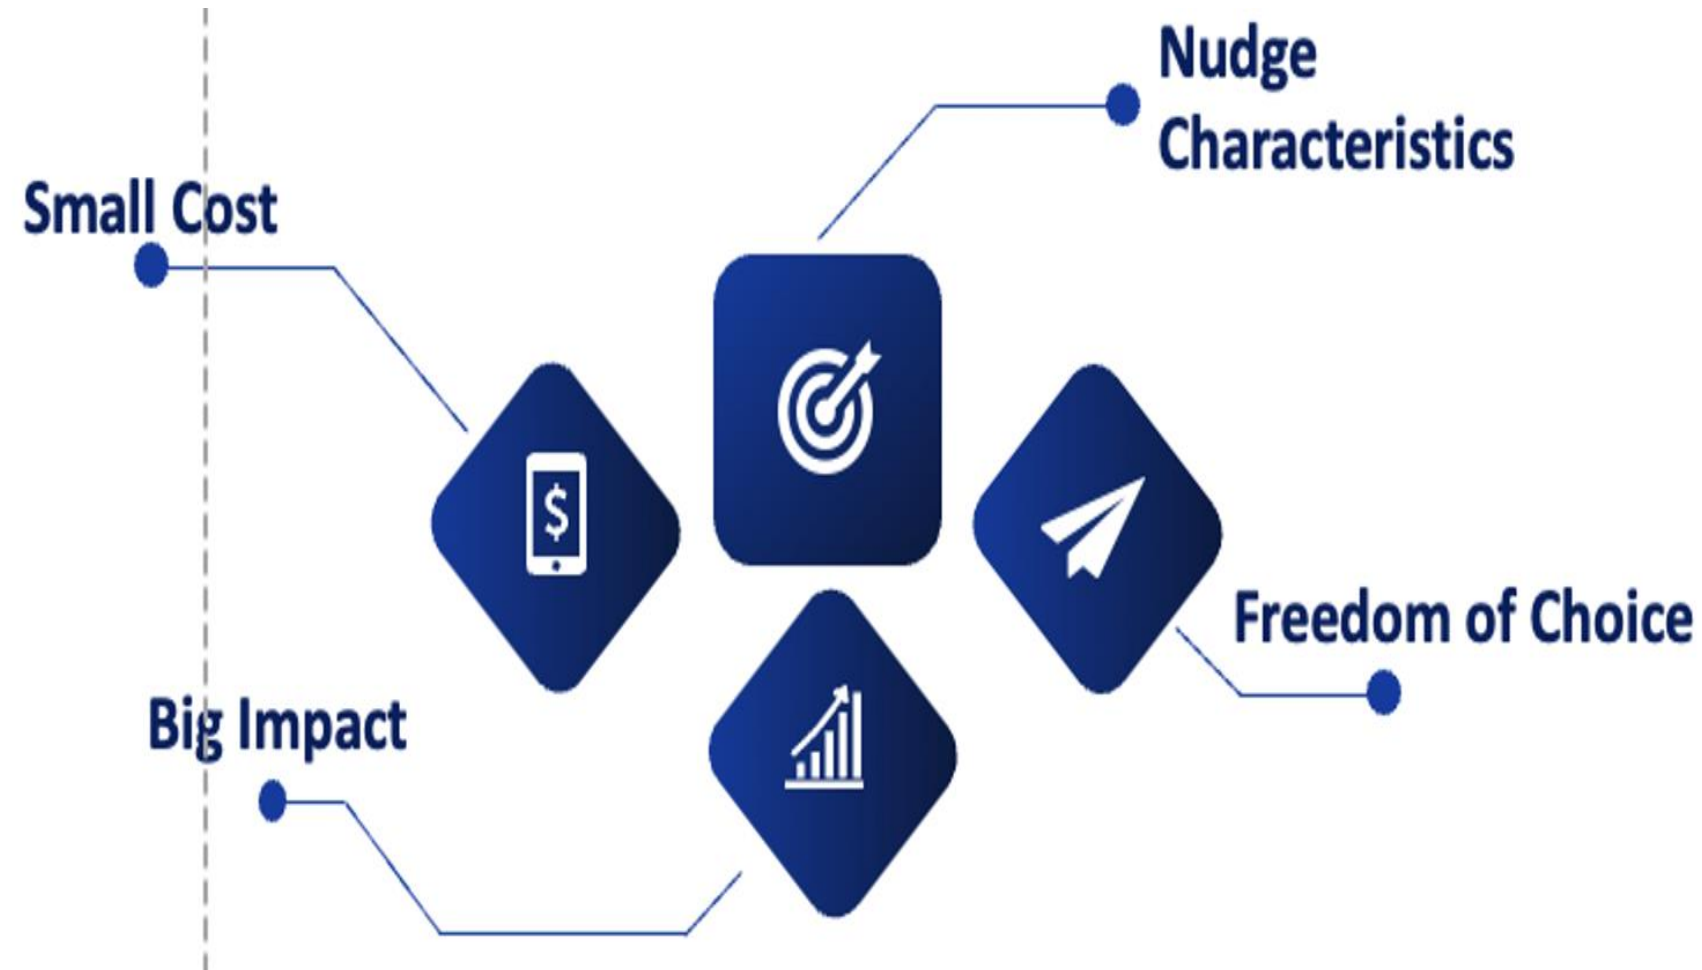 Nudge
Characteristics
Small Cost
$
Freedom of Choice
Big Impact